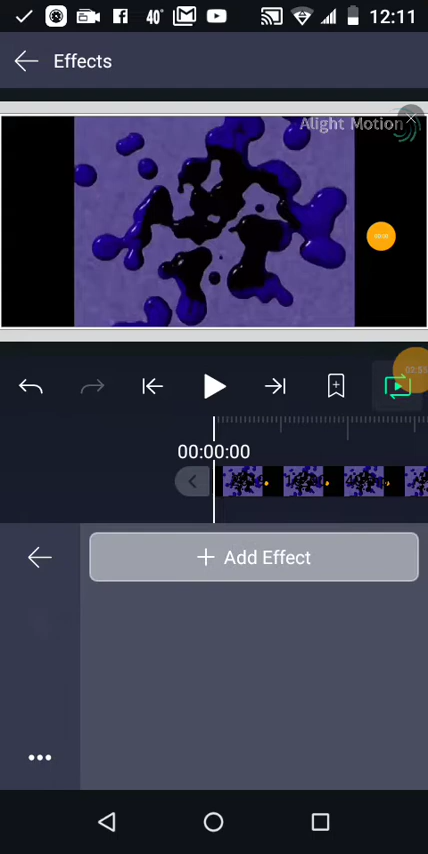 40° 12:11
Effects
Alight Motion
00:00:00
+ Add Effect